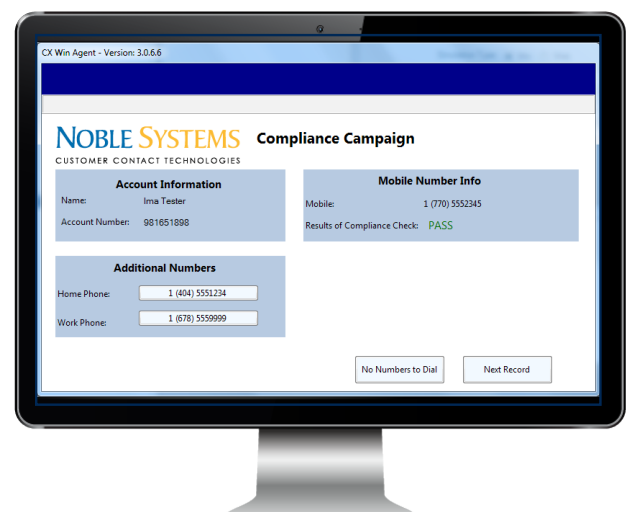 CX Win Agent - Version: 3.0.6.6
NOBLE SYSTEMS
CUSTOMER CONTACT TECHNOLOGIES
Compliance Campaign
Account Information
Name: Ima Tester
Account Number: 981651898
Mobile Number Info
Mobile: 1 (770) 5552345
Results of Compliance Check: PASS
Additional Numbers
Home Phone: 1 (404) 5551234
Work Phone: 1 (678) 5559999
No Numbers to Dial
Next Record